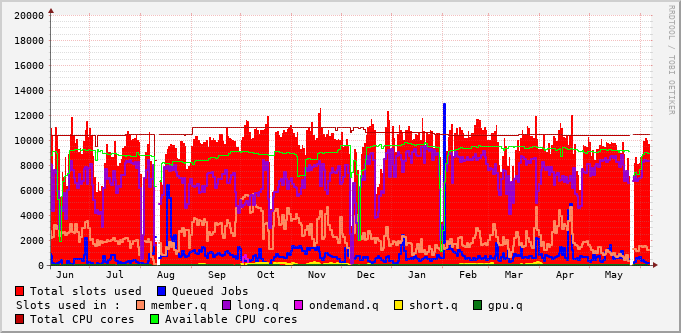 20000
18000
16000
14000
12000
10000
8000
6000
4000
2000
0
Jun Jul Aug Sep Oct Nov Dec Jan Feb Mar Apr May
RRDTOOL / TOBI OETIKER
Total slots used Queued Jobs
Slots used in : member.q long.q ondemand.q short.q gpu.q
Total CPU cores Available CPU cores